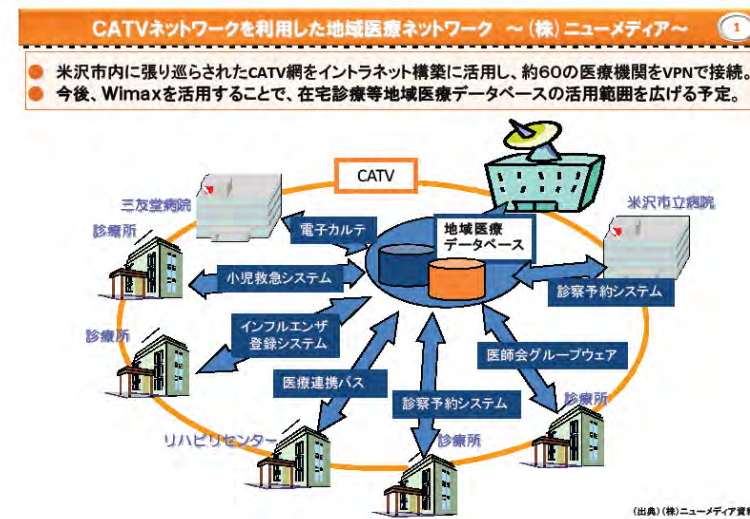 CATVネットワークを利用した地域医療ネットワーク ～(株)ニューメディア～
1
米沢市内に張り巡らされたCATV網をイントラネット構築に活用し、約60の医療機関をVPNで接続。
今後、Wimaxを活用することで、在宅診療等地域医療データベースの活用範囲を広げる予定。
CATV
三友堂病院
米沢市立病院
診療所
電子カルテ
地域医療
データベース
小児救急システム
診察予約システム
診療所
インフルエンザ
登録システム
医師会グループウェア
医療連携パス
診察予約システム
診療所
リハビリセンター
診療所
(出典)(株)ニューメディア資料